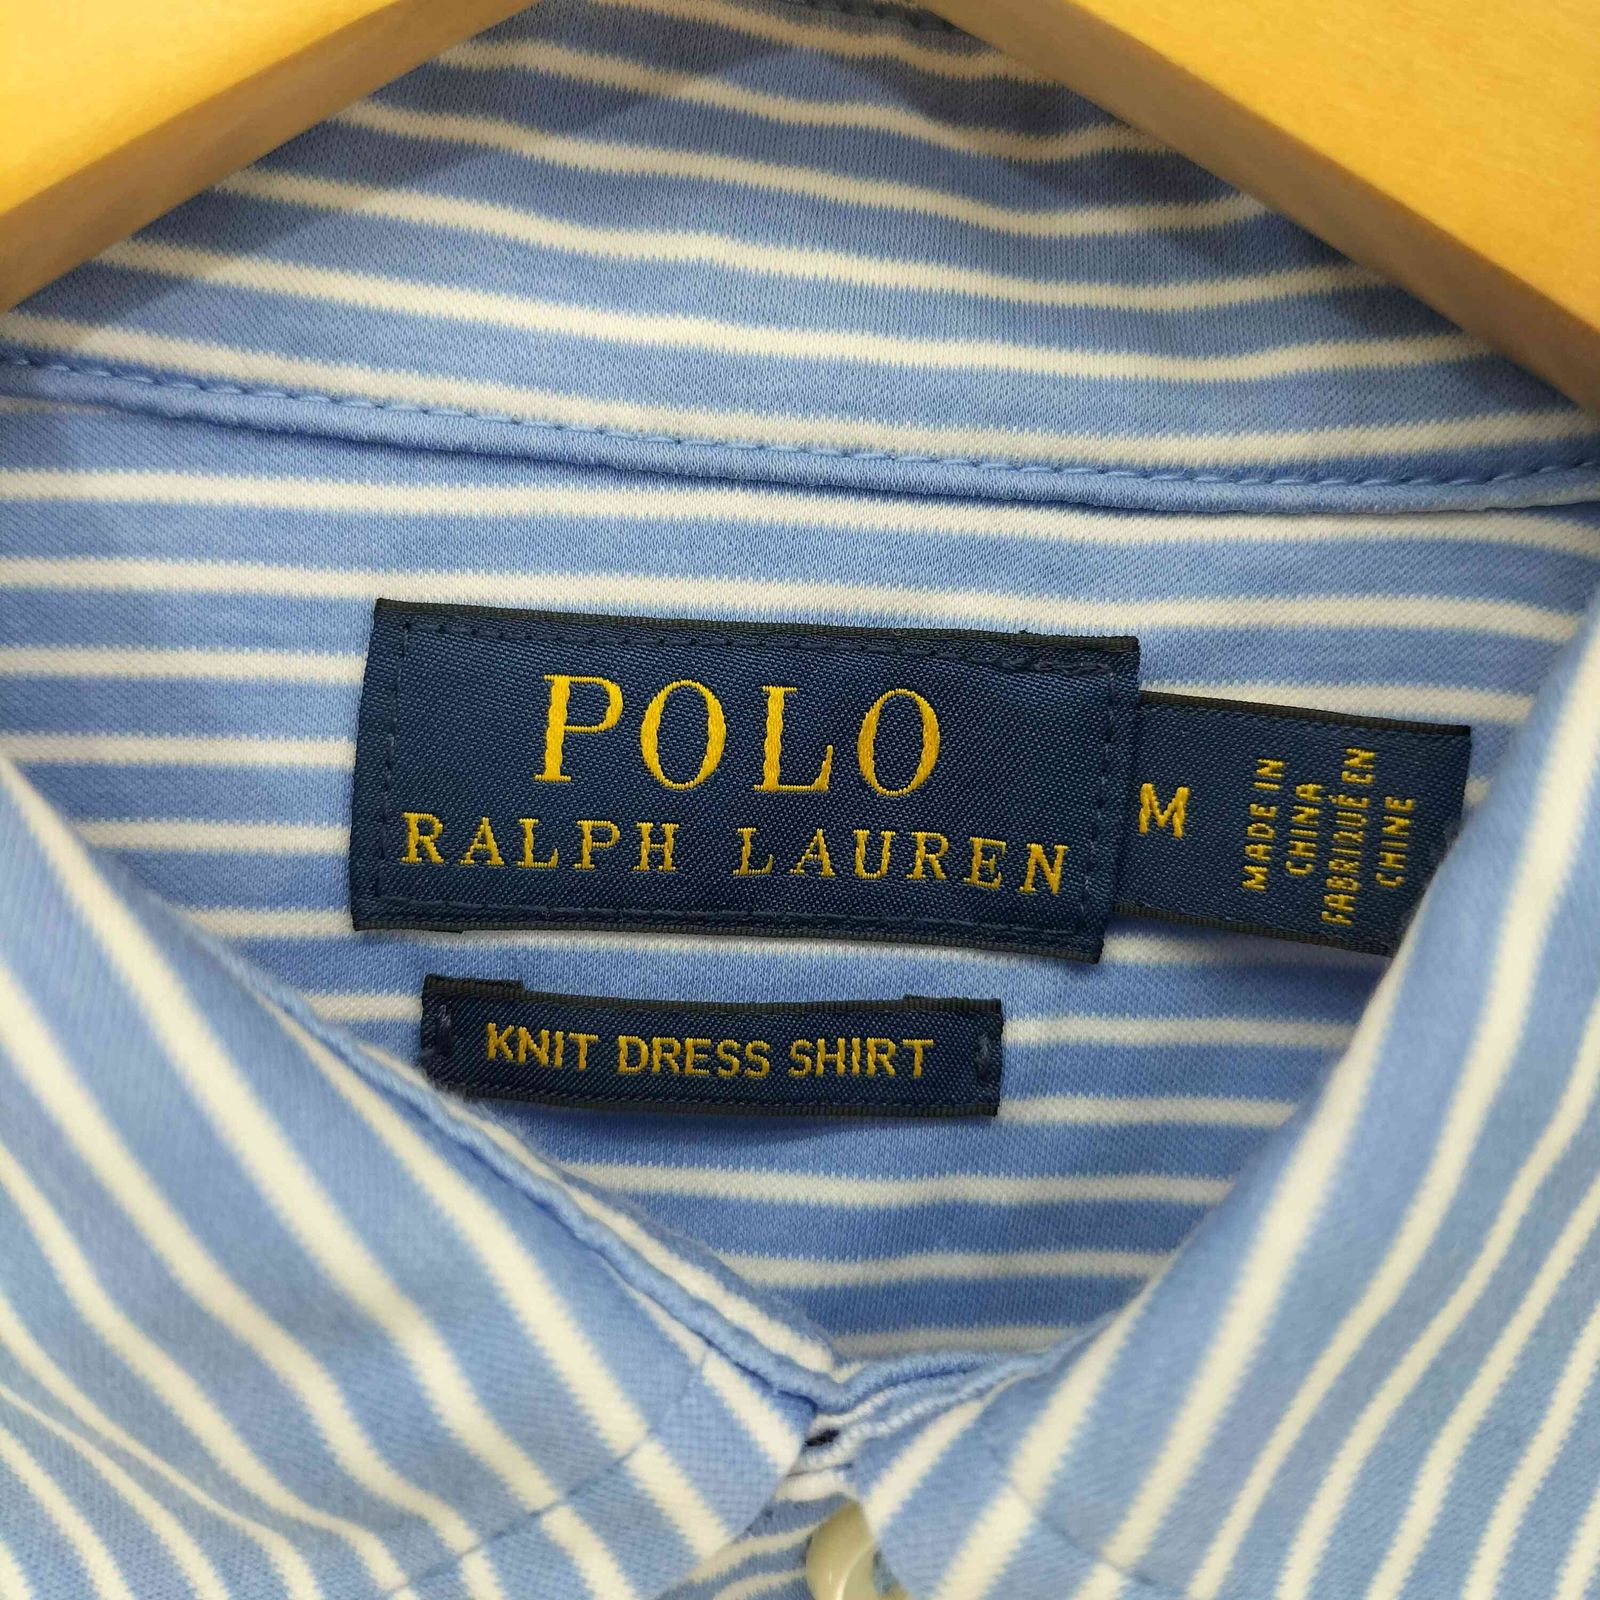 POLO
RALPH LAUREN
M
MADE IN
CHINA
FABRIQUÉ EN
CHINE
KNIT DRESS SHIRT